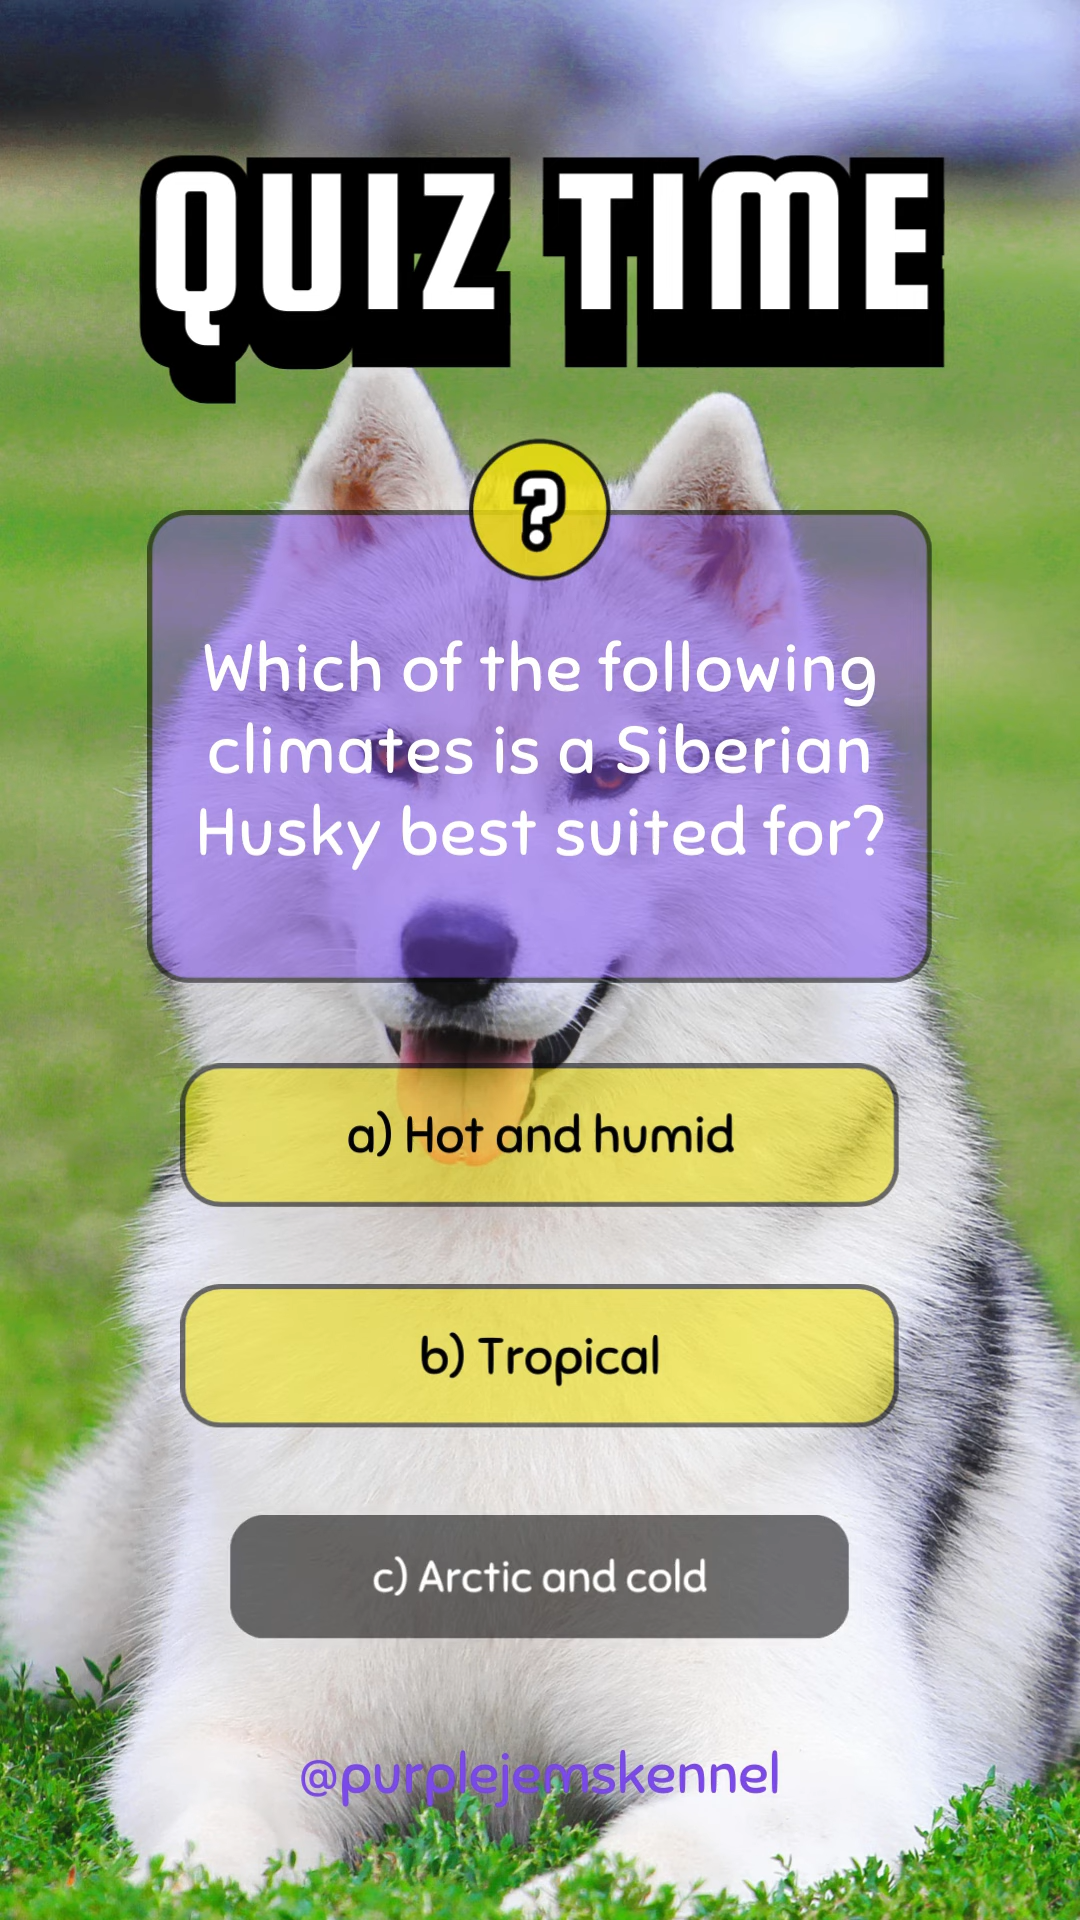 QUIZ TIME
?
Which of the following
climates is a Siberian
Husky best suited for?
a) Hot and humid
b) Tropical
c) Arctic and cold
@purplejemskennel